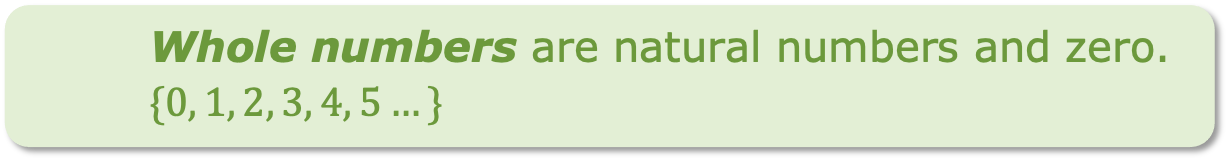 Whole numbers are natural numbers and zero.
{0, 1, 2, 3, 4, 5 ... }